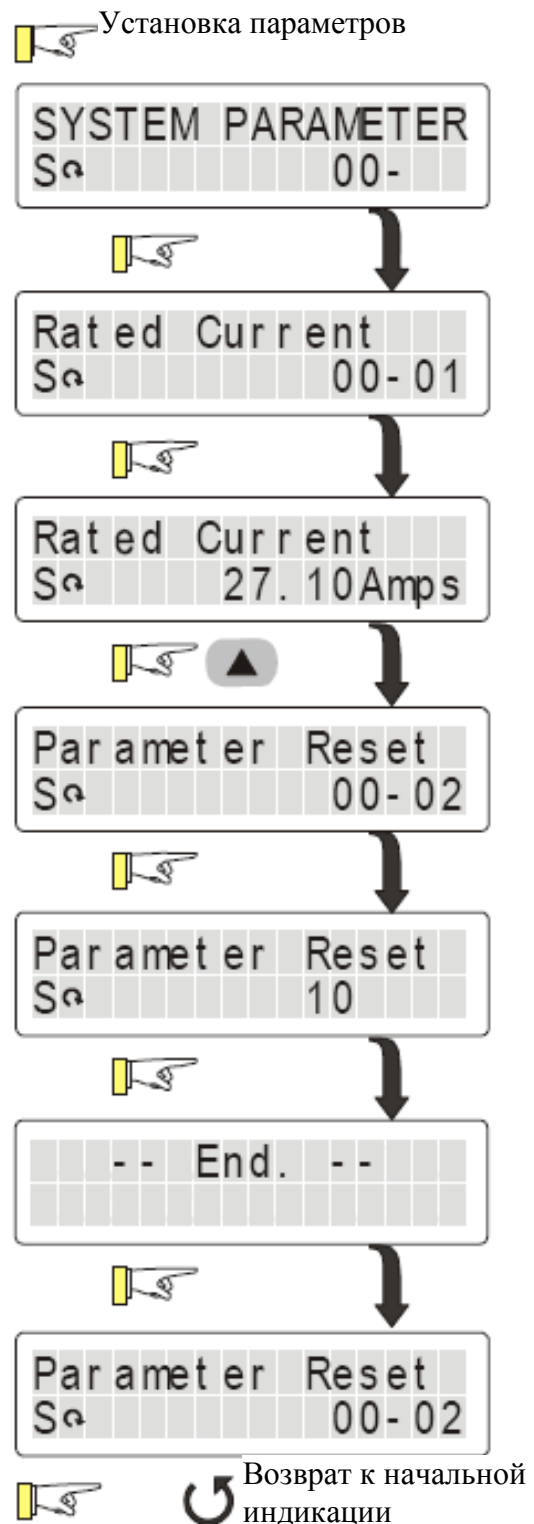 Установка параметров
SYSTEM PARAMETER
S 00-
Rated Current
S 00-01
Rated Current
S 27.10Amps
Parameter Reset
S 00-02
Parameter Reset
S 10
-- End. --
Parameter Reset
S 00-02
Возврат к начальной
индикации